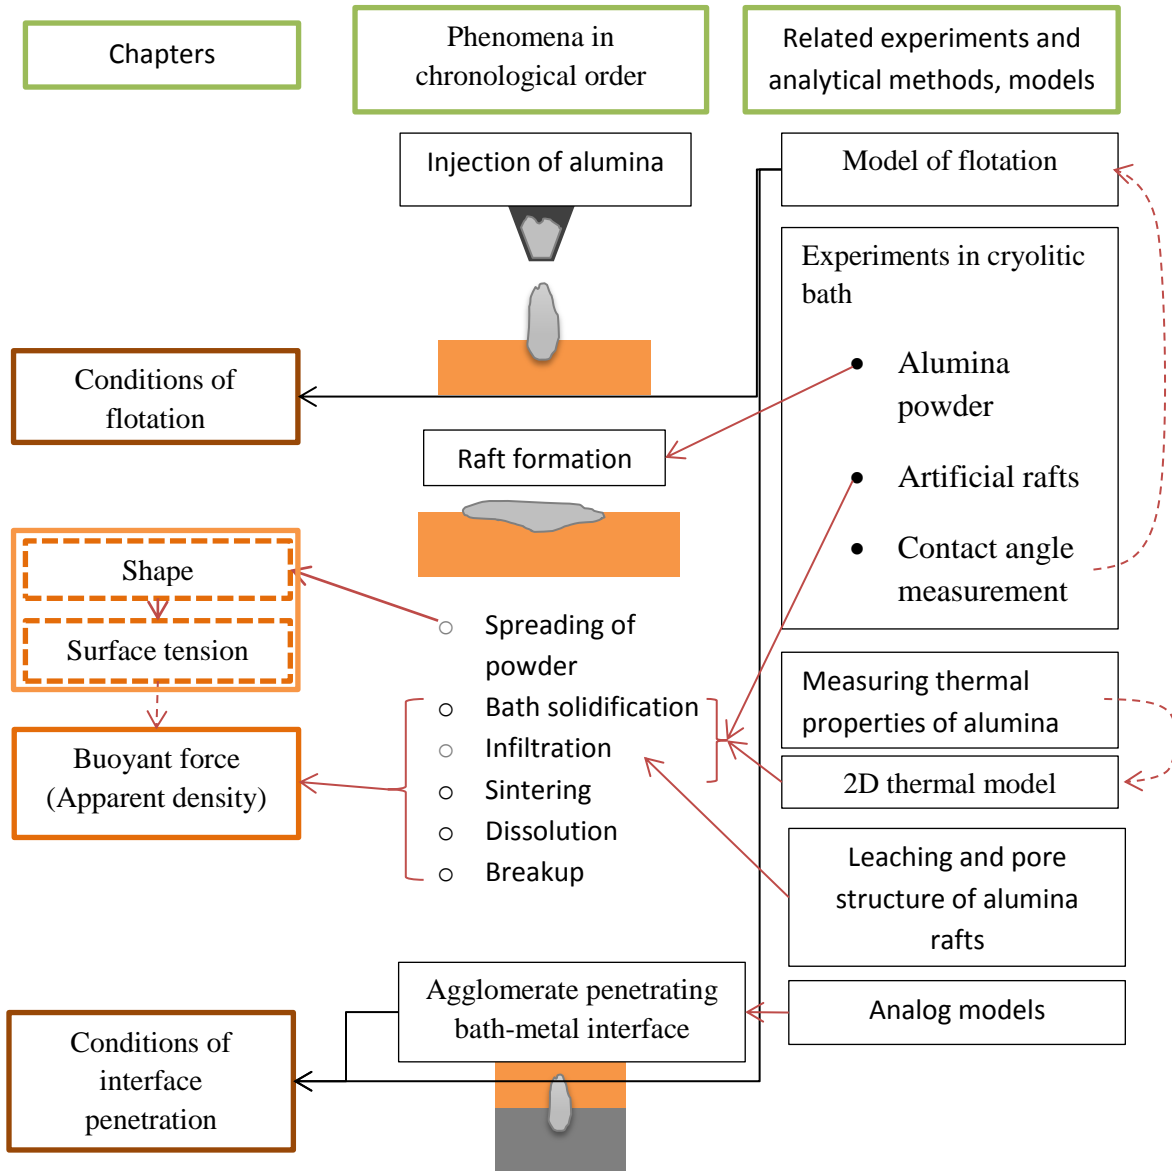 Chapters
Phenomena in
chronological order
Related experiments and
analytical methods, models
Injection of alumina
Model of flotation
Experiments in cryolitic
bath
Alumina
powder
Artificial rafts
Contact angle
measurement
Conditions of
flotation
Raft formation
Shape
Surface tension
Buoyant force
(Apparent density)
Spreading of
powder
Bath solidification
Infiltration
Sintering
Dissolution
Breakup
Measuring thermal
properties of alumina
2D thermal model
Leaching and pore
structure of alumina
rafts
Agglomerate penetrating
bath-metal interface
Analog models
Conditions of
interface
penetration